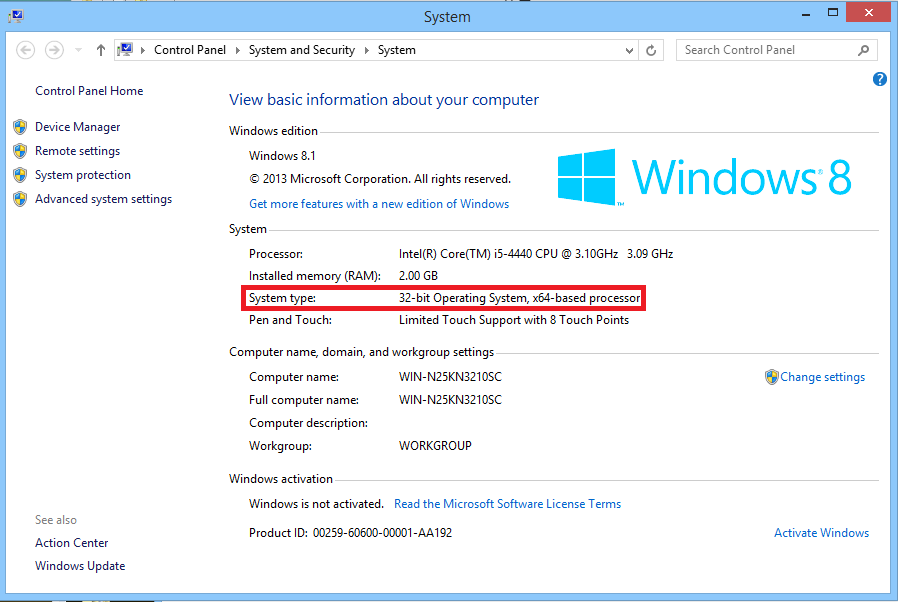 System
Control Panel System and Security System
Search Control Panel
Control Panel Home
Device Manager
Remote settings
System protection
Advanced system settings
View basic information about your computer
Windows edition
Windows 8.1
© 2013 Microsoft Corporation. All rights reserved.
Get more features with a new edition of Windows
Windows® 8
™
System
Processor: Intel(R) Core(TM) i5-4440 CPU @ 3.10GHz 3.09 GHz
Installed memory (RAM): 2.00 GB
System type: 32-bit Operating System, x64-based processor
Pen and Touch: Limited Touch Support with 8 Touch Points
Computer name, domain, and workgroup settings
Computer name: WIN-N25KN3210SC
Change settings
Full computer name: WIN-N25KN3210SC
Computer description:
Workgroup: WORKGROUP
Windows activation
Windows is not activated. Read the Microsoft Software License Terms
Product ID: 00259-60600-00001-AA192
Activate Windows
See also
Action Center
Windows Update